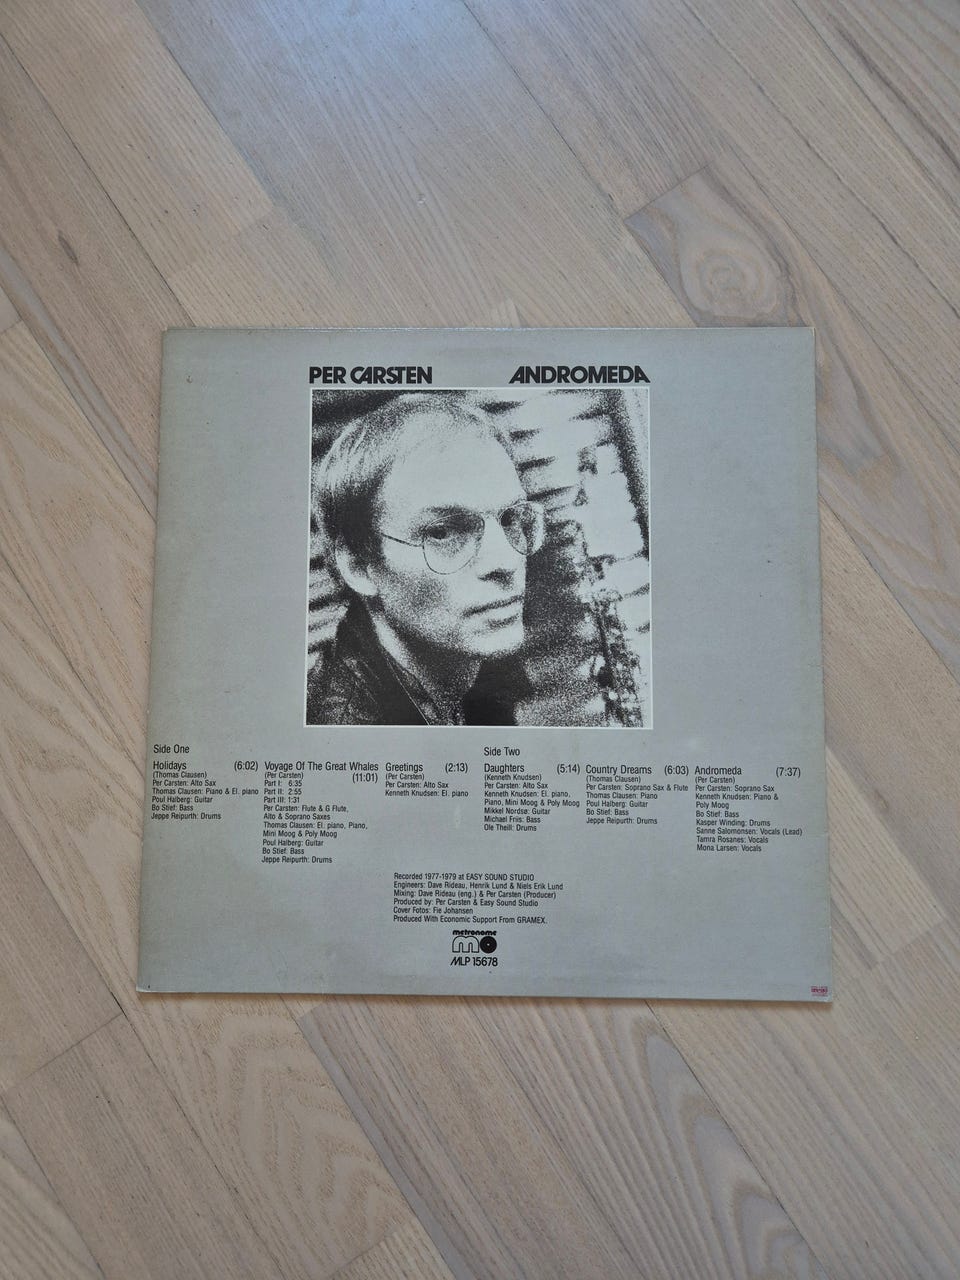 PER CARSTEN ANDROMEDA
Side One
Holidays (6:02)
(Thomas Clausen)
Per Carsten: Alto Sax
Thomas Clausen: Piano & El. piano
Poul Halberg: Guitar
Bo Stief: Bass
Jeppe Reipurth: Drums
Voyage Of The Great Whales
(Per Carsten) (11:01)
Part I: 6:35
Part II: 2:55
Part III: 1:31
Per Carsten: Flute & G Flute,
Alto & Soprano Saxes
Thomas Clausen: El. piano, Piano,
Mini Moog & Poly Moog
Poul Halberg: Guitar
Bo Stief: Bass
Jeppe Reipurth: Drums
Greetings (2:13)
(Per Carsten)
Per Carsten: Alto Sax
Kenneth Knudsen: El. piano
Side Two
Daughters (5:14)
(Kenneth Knudsen)
Per Carsten: Alto Sax
Kenneth Knudsen: El. piano,
Piano, Mini Moog & Poly Moog
Mikkel Nordsø: Guitar
Michael Friis: Bass
Ole Theill: Drums
Country Dreams (6:03)
(Thomas Clausen)
Per Carsten: Soprano Sax & Flute
Thomas Clausen: Piano
Poul Halberg: Guitar
Bo Stief: Bass
Jeppe Reipurth: Drums
Andromeda (7:37)
(Per Carsten)
Per Carsten: Soprano Sax
Kenneth Knudsen: Piano &
Poly Moog
Bo Stief: Bass
Kasper Winding: Drums
Sanne Salomonsen: Vocals (Lead)
Tamra Rosanes: Vocals
Mona Larsen: Vocals
Recorded 1977-1979 at EASY SOUND STUDIO
Engineers: Dave Rideau, Henrik Lund & Niels Erik Lund
Mixing: Dave Rideau (eng.) & Per Carsten (Producer)
Produced by: Per Carsten & Easy Sound Studio
Cover Fotos: Fie Johansen
Produced With Economic Support From GRAMEX.
metronome
MLP 15678